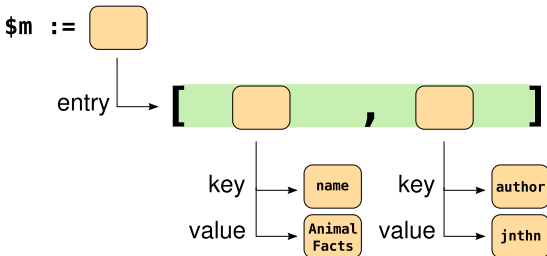 $m :=
entry
[ , ]
key name key author
value Animal Facts value jnthn